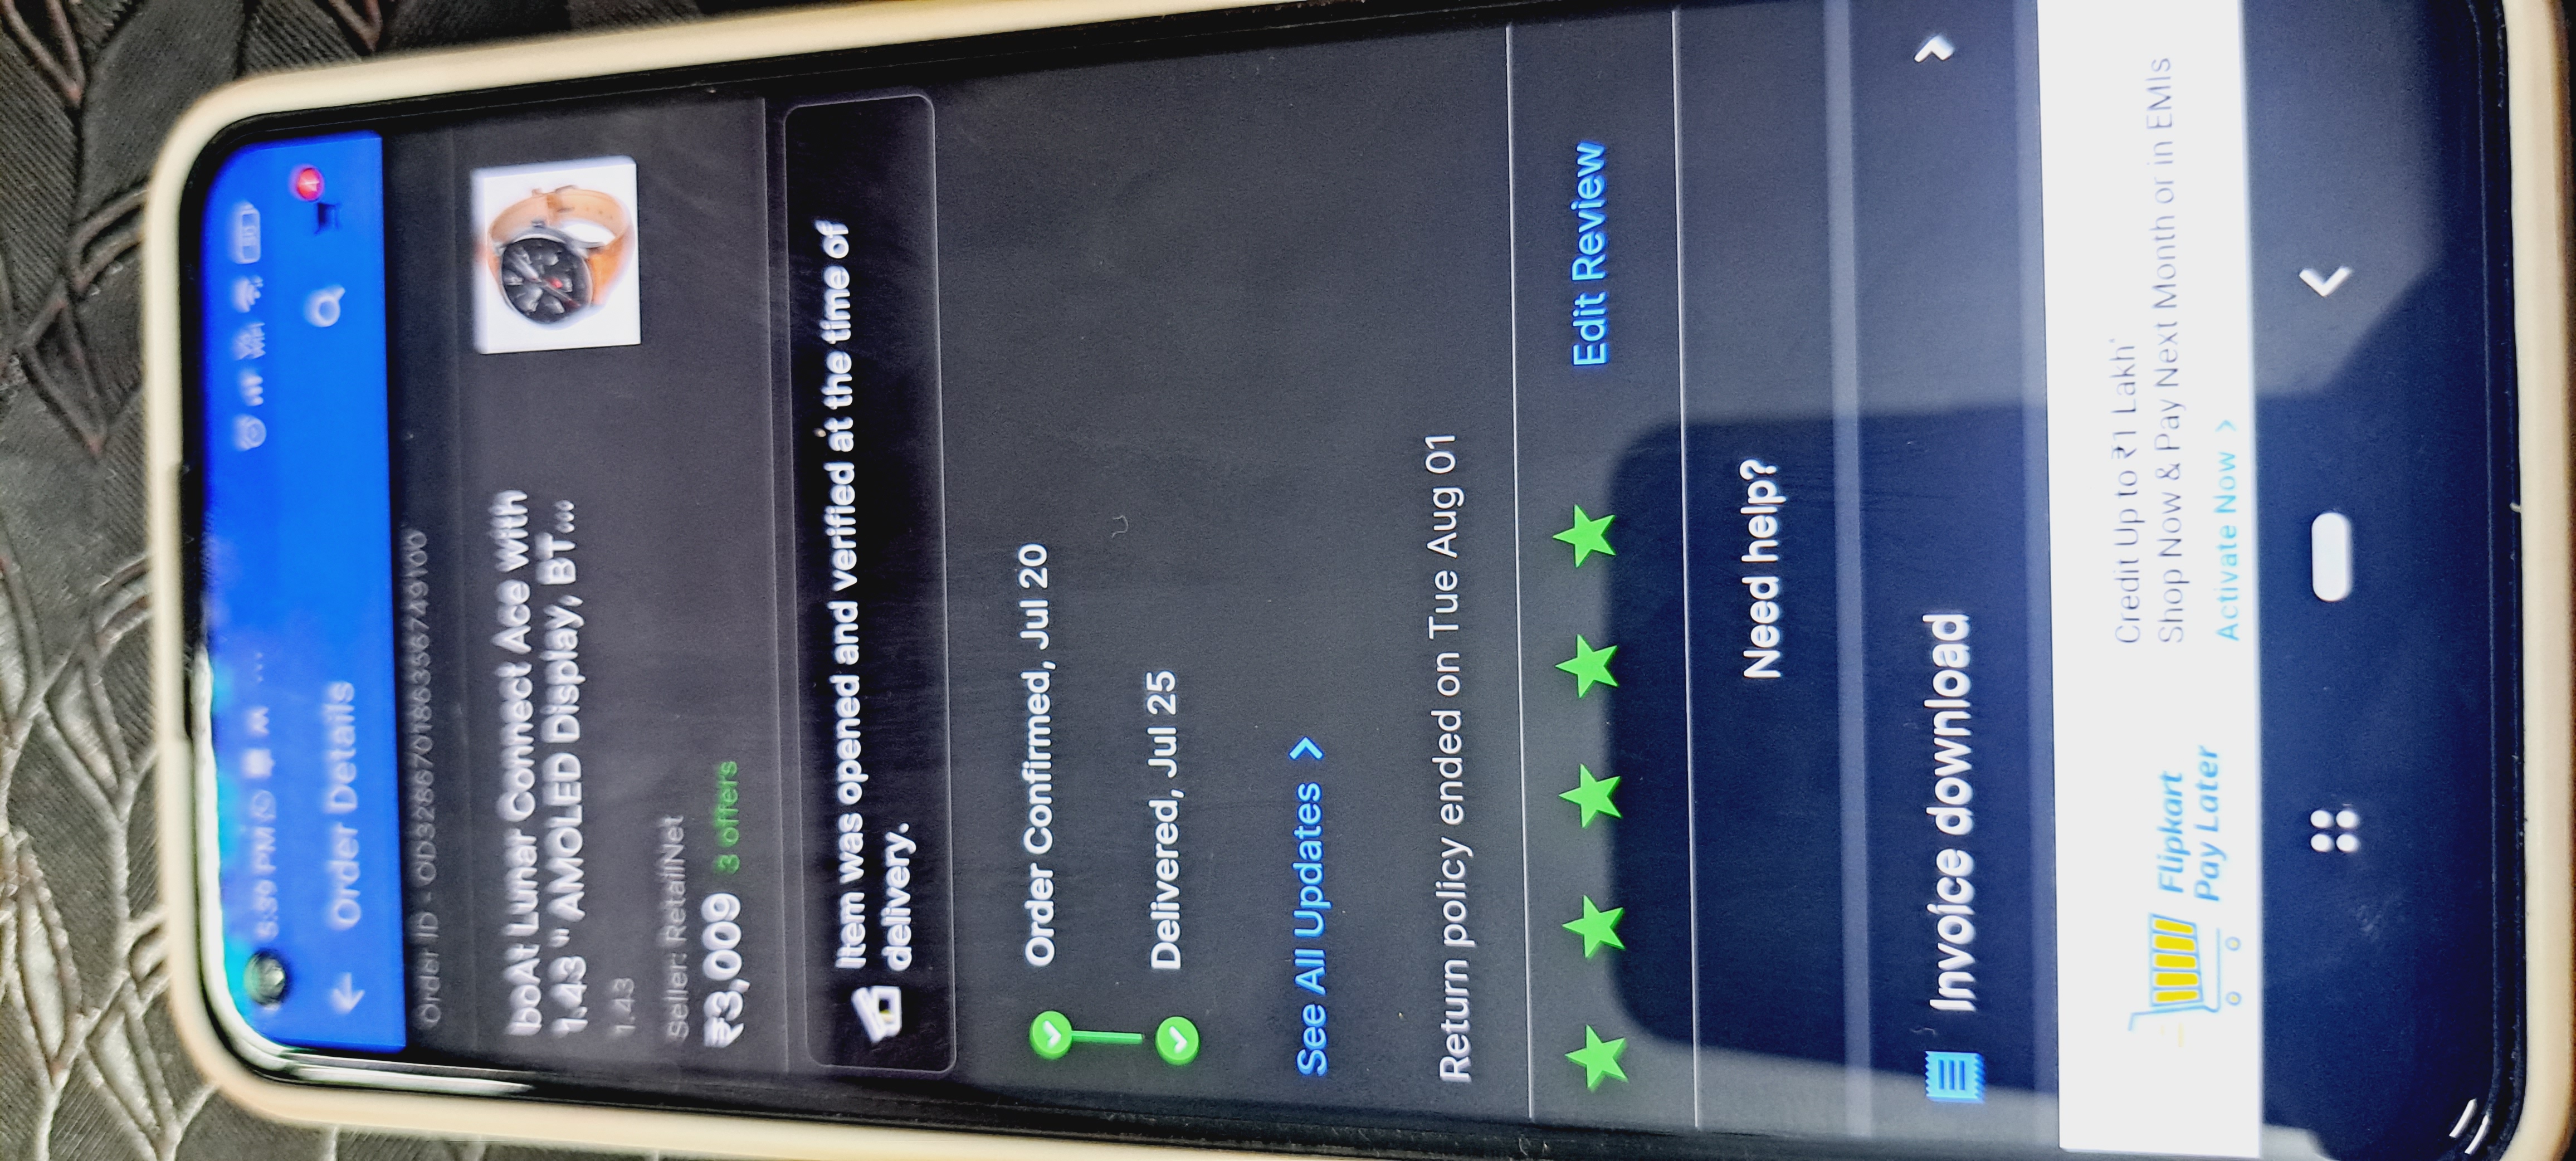 5:39 PM
Order Details
4
Order ID - OD328670186356749100
boAt Lunar Connect Ace with
1.43 " AMOLED Display, BT...
1.43
Seller: RetailNet
₹3,009 3 offers
Item was opened and verified at the time of
delivery.
Order Confirmed, Jul 20
Delivered, Jul 25
See All Updates
Return policy ended on Tue Aug 01
Edit Review
Need help?
Invoice download
Flipkart
Pay Later
Credit Up to ₹1 Lakh*
Shop Now & Pay Next Month or in EMIs
Activate Now